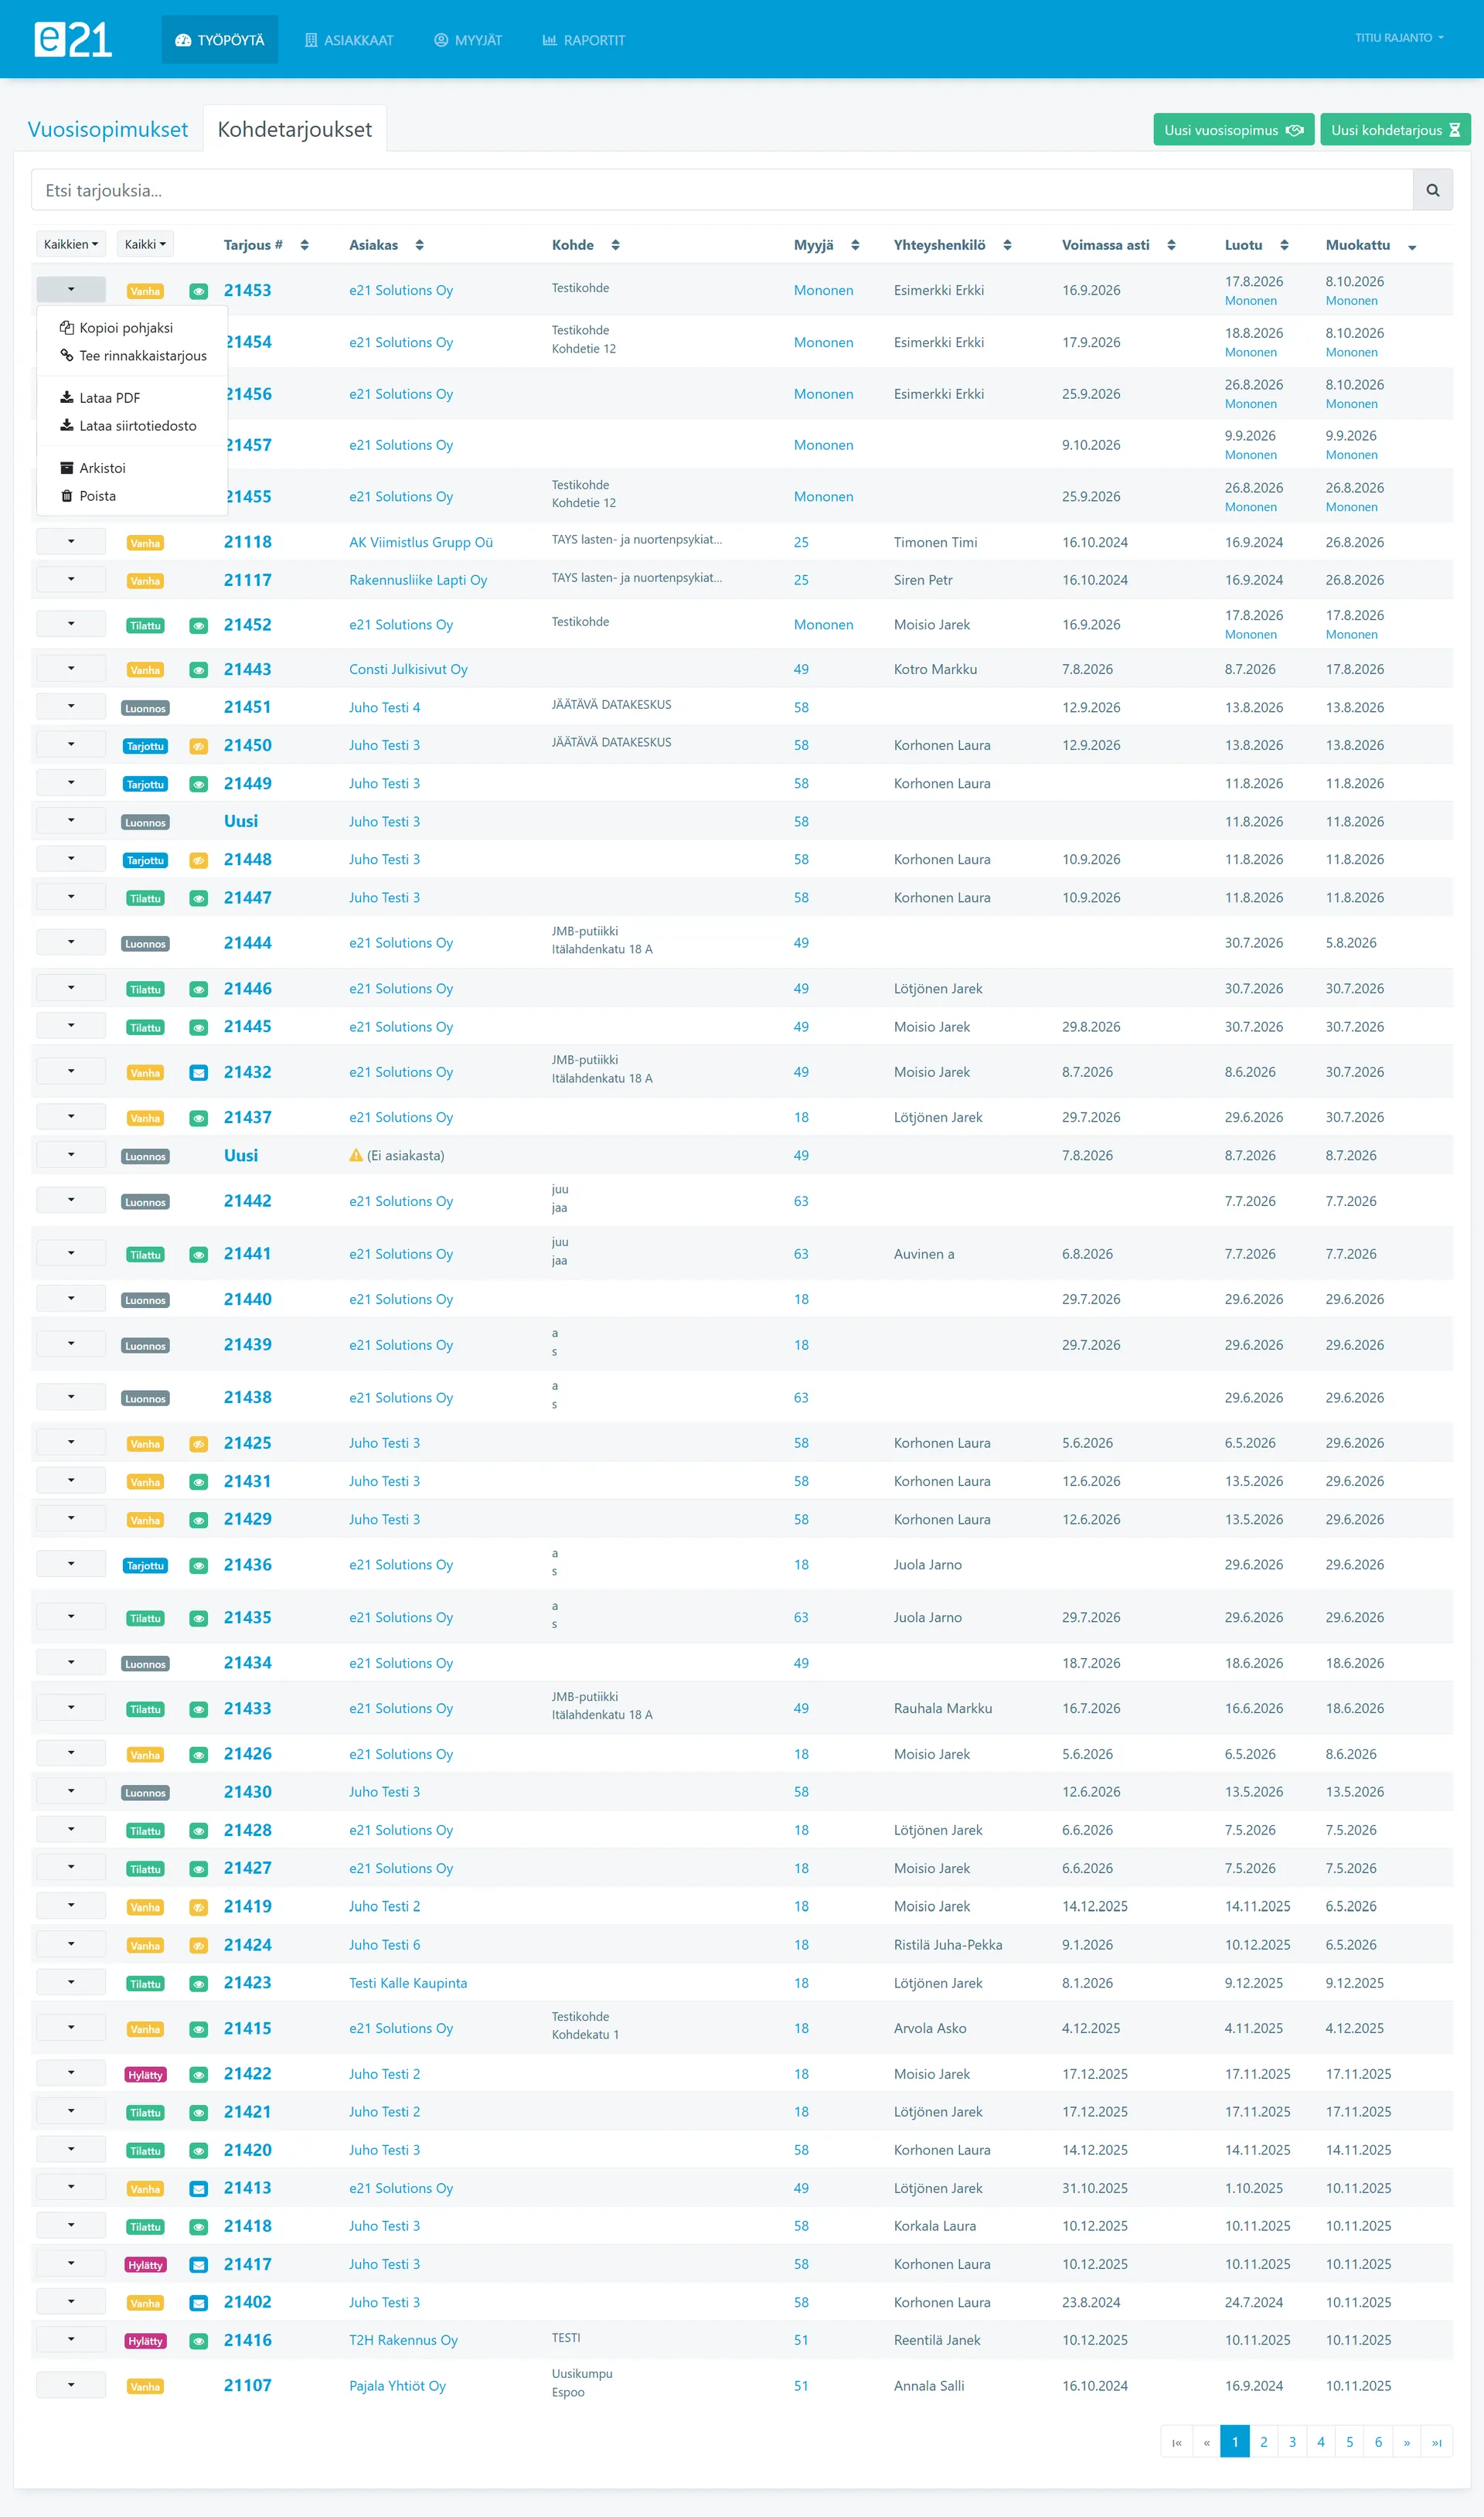 e21 TYÖPÖYTÄ ASIAKKAAT MYYJÄT RAPORTIT TITIU RAJANTO
Vuosisopimukset Kohdetarjoukset Uusi vuosisopimus Uusi kohdetarjous
Etsi tarjouksia...
Kaikkien Kaikki Tarjous # Asiakas Kohde Myyjä Yhteyshenkilö Voimassa asti Luotu Muokattu
Vanha 21453 e21 Solutions Oy Testikohde Mononen Esimerkki Erkki 16.9.2026 17.8.2026 8.10.2026
Mononen Mononen
Kopioi pohjaksi
Tee rinnakkaistarjous
Lataa PDF
Lataa siirtotiedosto
Arkistoi
Poista
21454 e21 Solutions Oy Testikohde Mononen Esimerkki Erkki 17.9.2026 18.8.2026 8.10.2026
Kohdetie 12 Mononen Mononen
21456 e21 Solutions Oy Mononen Esimerkki Erkki 25.9.2026 26.8.2026 8.10.2026
Mononen Mononen
21457 e21 Solutions Oy Mononen 9.10.2026 9.9.2026 9.9.2026
Mononen Mononen
21455 e21 Solutions Oy Testikohde Mononen 25.9.2026 26.8.2026 26.8.2026
Kohdetie 12 Mononen Mononen
Vanha 21118 AK Viimistlus Grupp Oü TAYS lasten- ja nuortenpsykiat... 25 Timonen Timi 16.10.2024 16.9.2024 26.8.2026
Vanha 21117 Rakennusliike Lapti Oy TAYS lasten- ja nuortenpsykiat... 25 Siren Petr 16.10.2024 16.9.2024 26.8.2026
Tilattu 21452 e21 Solutions Oy Testikohde Mononen Moisio Jarek 16.9.2026 17.8.2026 17.8.2026
Mononen Mononen
Vanha 21443 Consti Julkisivut Oy 49 Kotro Markku 7.8.2026 8.7.2026 17.8.2026
Luonnos 21451 Juho Testi 4 JÄÄTÄVÄ DATAKESKUS 58 12.9.2026 13.8.2026 13.8.2026
Tarjottu 21450 Juho Testi 3 JÄÄTÄVÄ DATAKESKUS 58 Korhonen Laura 12.9.2026 13.8.2026 13.8.2026
Tarjottu 21449 Juho Testi 3 58 Korhonen Laura 11.8.2026 11.8.2026
Luonnos Uusi Juho Testi 3 58 11.8.2026 11.8.2026
Tarjottu 21448 Juho Testi 3 58 Korhonen Laura 10.9.2026 11.8.2026 11.8.2026
Tilattu 21447 Juho Testi 3 58 Korhonen Laura 10.9.2026 11.8.2026 11.8.2026
Luonnos 21444 e21 Solutions Oy JMB-putiikki 49 30.7.2026 5.8.2026
Itälahdenkatu 18 A
Tilattu 21446 e21 Solutions Oy 49 Lötjönen Jarek 30.7.2026 30.7.2026
Tilattu 21445 e21 Solutions Oy 49 Moisio Jarek 29.8.2026 30.7.2026 30.7.2026
Vanha 21432 e21 Solutions Oy JMB-putiikki 49 Moisio Jarek 8.7.2026 8.6.2026 30.7.2026
Itälahdenkatu 18 A
Vanha 21437 e21 Solutions Oy 18 Lötjönen Jarek 29.7.2026 29.6.2026 30.7.2026
Luonnos Uusi (Ei asiakasta) 49 7.8.2026 8.7.2026 8.7.2026
Luonnos 21442 e21 Solutions Oy juu 63 7.7.2026 7.7.2026
jaa
Tilattu 21441 e21 Solutions Oy juu 63 Auvinen a 6.8.2026 7.7.2026 7.7.2026
jaa
Luonnos 21440 e21 Solutions Oy 18 29.7.2026 29.6.2026 29.6.2026
Luonnos 21439 e21 Solutions Oy a 18 29.7.2026 29.6.2026 29.6.2026
s
Luonnos 21438 e21 Solutions Oy a 63 29.6.2026 29.6.2026
s
Vanha 21425 Juho Testi 3 58 Korhonen Laura 5.6.2026 6.5.2026 29.6.2026
Vanha 21431 Juho Testi 3 58 Korhonen Laura 12.6.2026 13.5.2026 29.6.2026
Vanha 21429 Juho Testi 3 58 Korhonen Laura 12.6.2026 13.5.2026 29.6.2026
Tarjottu 21436 e21 Solutions Oy a 18 Juola Jarno 29.6.2026 29.6.2026
s
Tilattu 21435 e21 Solutions Oy a 63 Juola Jarno 29.7.2026 29.6.2026 29.6.2026
s
Luonnos 21434 e21 Solutions Oy 49 18.7.2026 18.6.2026 18.6.2026
Tilattu 21433 e21 Solutions Oy JMB-putiikki 49 Rauhala Markku 16.7.2026 16.6.2026 18.6.2026
Itälahdenkatu 18 A
Vanha 21426 e21 Solutions Oy 18 Moisio Jarek 5.6.2026 6.5.2026 8.6.2026
Luonnos 21430 Juho Testi 3 58 12.6.2026 13.5.2026 13.5.2026
Tilattu 21428 e21 Solutions Oy 18 Lötjönen Jarek 6.6.2026 7.5.2026 7.5.2026
Tilattu 21427 e21 Solutions Oy 18 Moisio Jarek 6.6.2026 7.5.2026 7.5.2026
Vanha 21419 Juho Testi 2 18 Moisio Jarek 14.12.2025 14.11.2025 6.5.2026
Vanha 21424 Juho Testi 6 18 Ristilä Juha-Pekka 9.1.2026 10.12.2025 6.5.2026
Tilattu 21423 Testi Kalle Kaupinta 18 Lötjönen Jarek 8.1.2026 9.12.2025 9.12.2025
Vanha 21415 e21 Solutions Oy Testikohde 18 Arvola Asko 4.12.2025 4.11.2025 4.12.2025
Kohdekatu 1
Hylätty 21422 Juho Testi 2 18 Moisio Jarek 17.12.2025 17.11.2025 17.11.2025
Tilattu 21421 Juho Testi 2 18 Lötjönen Jarek 17.12.2025 17.11.2025 17.11.2025
Tilattu 21420 Juho Testi 3 58 Korhonen Laura 14.12.2025 14.11.2025 14.11.2025
Vanha 21413 e21 Solutions Oy 49 Lötjönen Jarek 31.10.2025 1.10.2025 10.11.2025
Tilattu 21418 Juho Testi 3 58 Korkala Laura 10.12.2025 10.11.2025 10.11.2025
Hylätty 21417 Juho Testi 3 58 Korhonen Laura 10.12.2025 10.11.2025 10.11.2025
Vanha 21402 Juho Testi 3 58 Korhonen Laura 23.8.2024 24.7.2024 10.11.2025
Hylätty 21416 T2H Rakennus Oy TESTI 51 Reentilä Janek 10.12.2025 10.11.2025 10.11.2025
Vanha 21107 Pajala Yhtiöt Oy Uusikumpu 51 Annala Salli 16.10.2024 16.9.2024 10.11.2025
Espoo
I« « 1 2 3 4 5 6 » »I